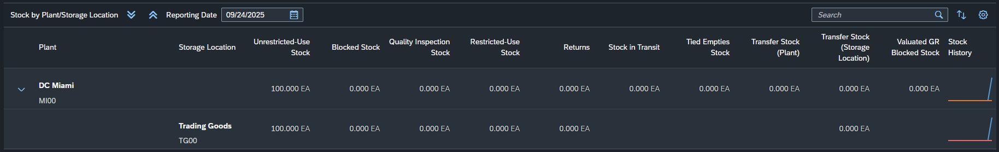 Stock by Plant/Storage Location Reporting Date 09/24/2025 Search
Plant Storage Location Unrestricted-Use Stock Blocked Stock Quality Inspection Stock Restricted-Use Stock Returns Stock in Transit Tied Empties Stock Transfer Stock (Plant) Transfer Stock (Storage Location) Valuated GR Blocked Stock Stock History
DC Miami
MI00
100.000 EA 0.000 EA 0.000 EA 0.000 EA 0.000 EA 0.000 EA 0.000 EA 0.000 EA 0.000 EA 0.000 EA
Trading Goods
TG00
100.000 EA 0.000 EA 0.000 EA 0.000 EA 0.000 EA 0.000 EA